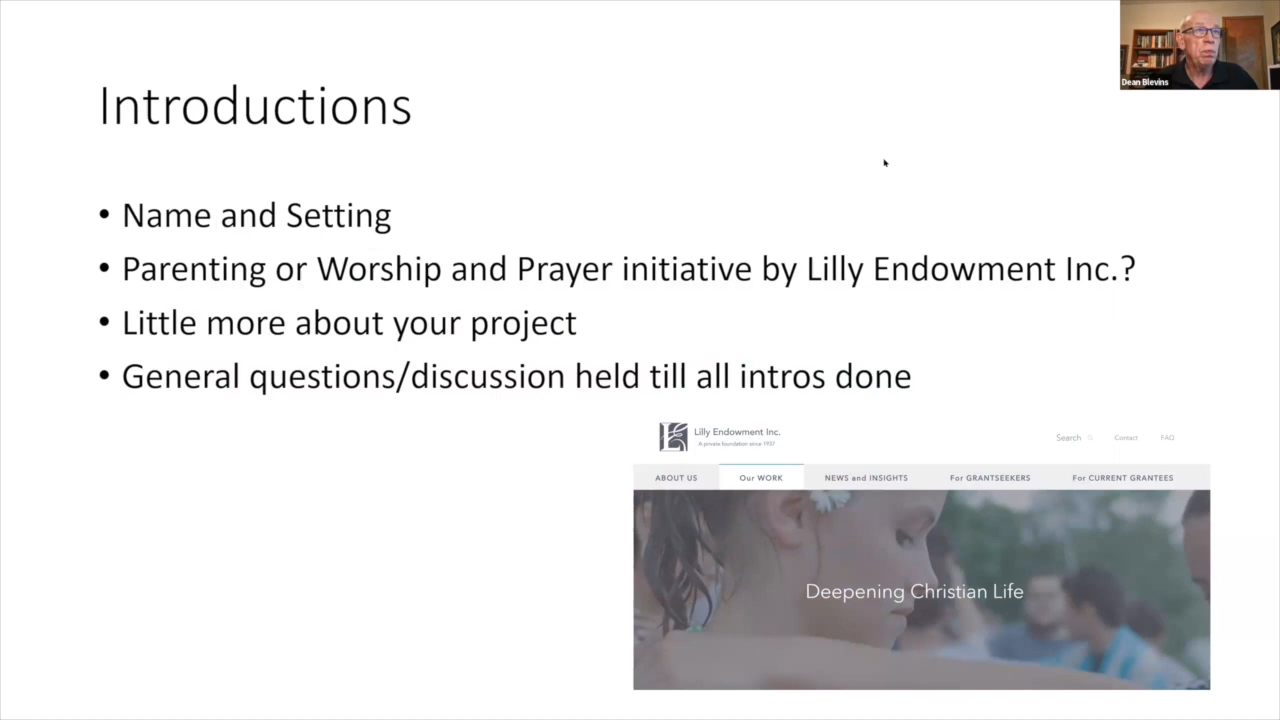 Dean Blevins
Introductions
• Name and Setting
• Parenting or Worship and Prayer initiative by Lilly Endowment Inc.?
• Little more about your project
• General questions/discussion held till all intros done
Lilly Endowment Inc.
A private foundation since 1937
Search Contact FAQ
ABOUT US Our WORK NEWS and INSIGHTS For GRANTSEEKERS For CURRENT GRANTEES
Deepening Christian Life